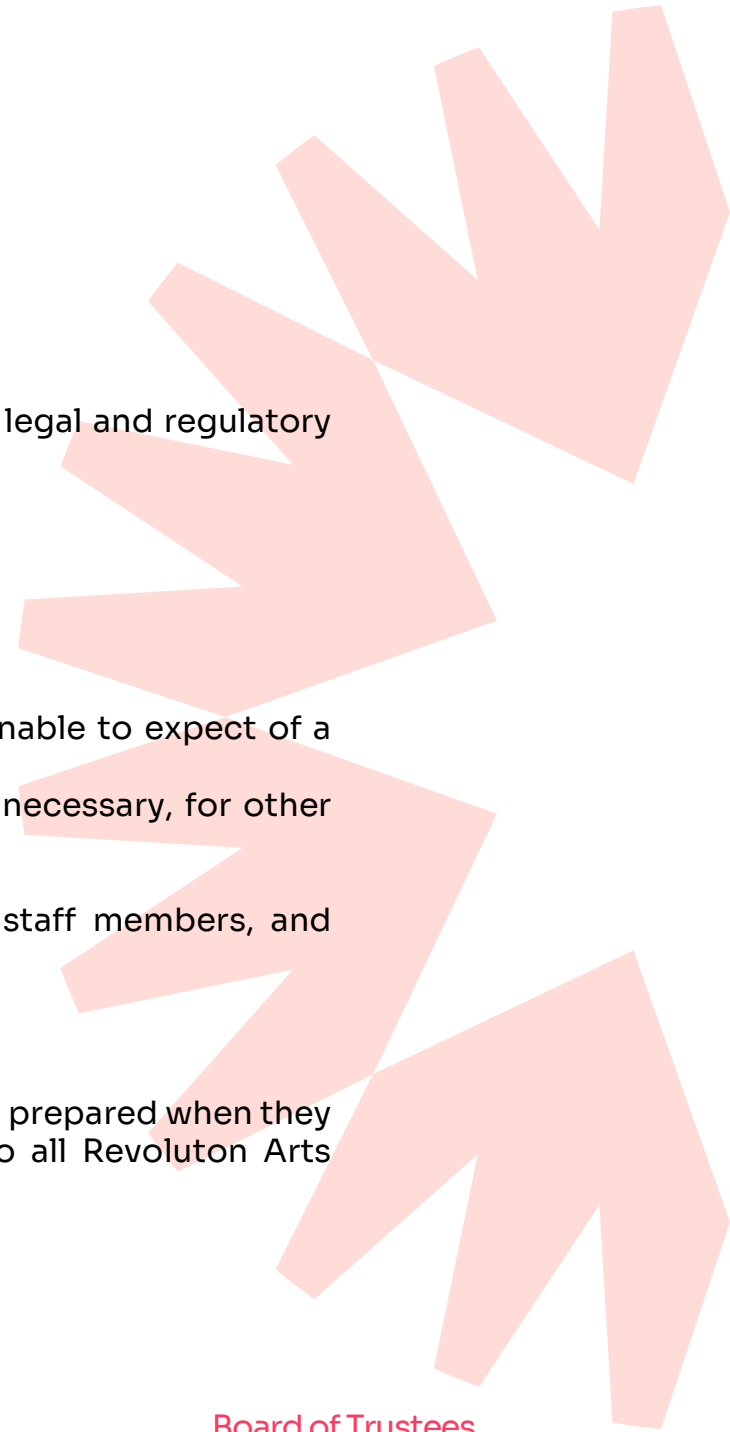 legal and regulatory
to expect of a
necessary, for other
staff members, and
prepared when they
all Revoluton Arts
Board of Trustees